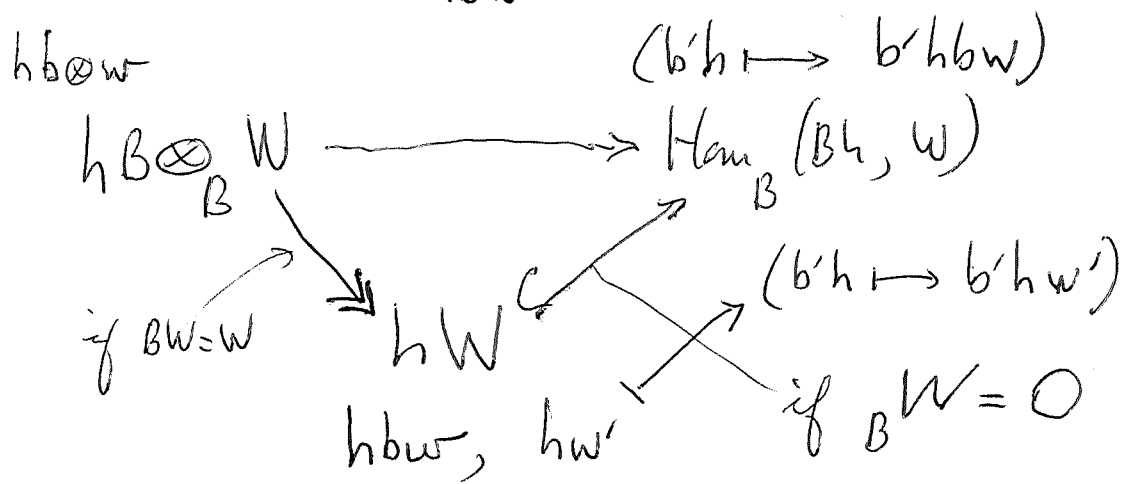 hb⊗w
(b'h ↦ b'hbw)
hB⊗_B W → Hom_B (Bh, W)
(b'h ↦ b'hw')
if BW=W
hW
if _B W = 0
hbw, hw'